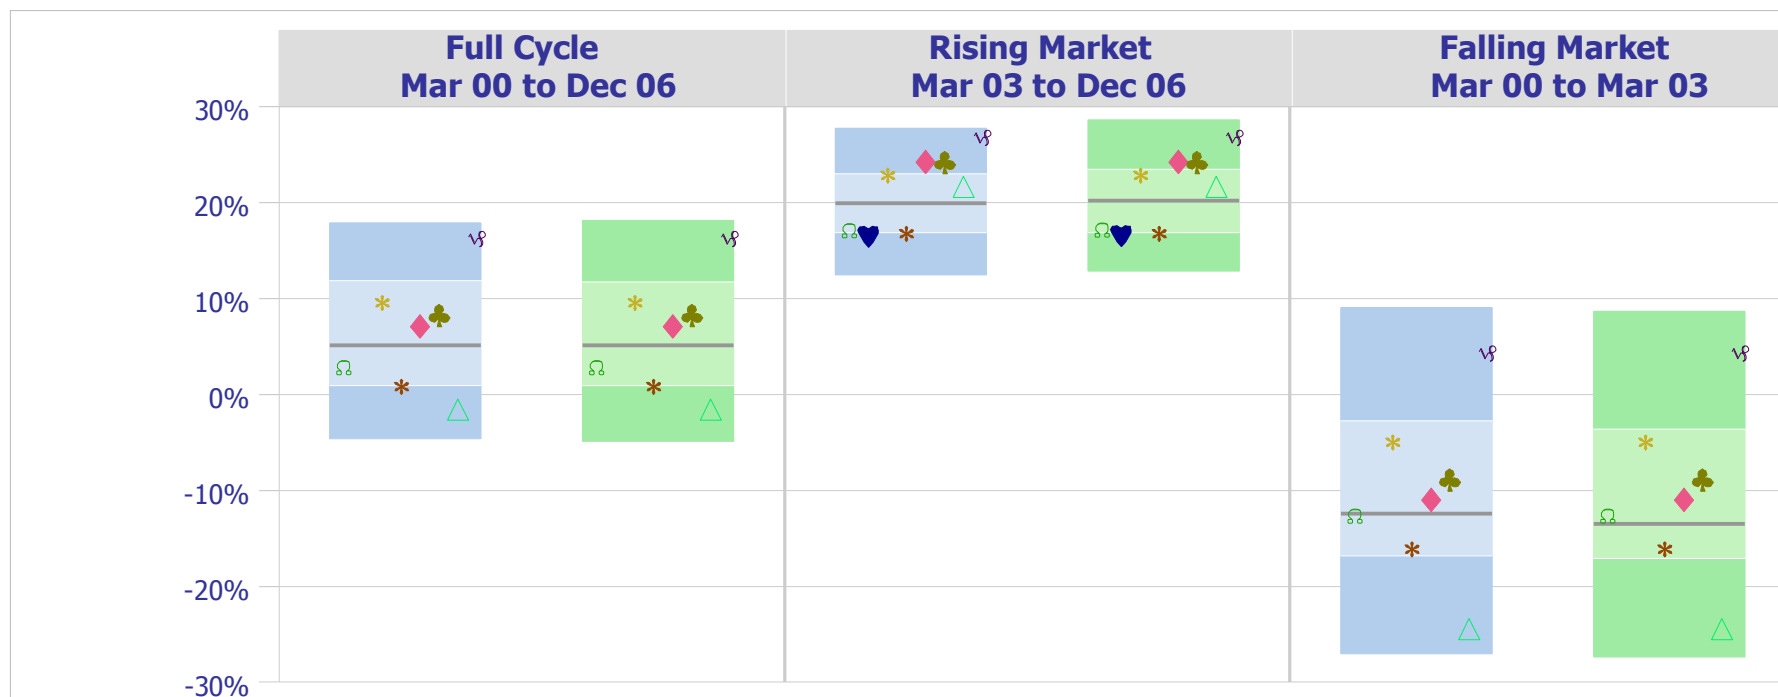 Full Cycle
Mar 00 to Dec 06
Rising Market
Mar 03 to Dec 06
Falling Market
Mar 00 to Mar 03
30%
20%
10%
0%
-10%
-20%
-30%